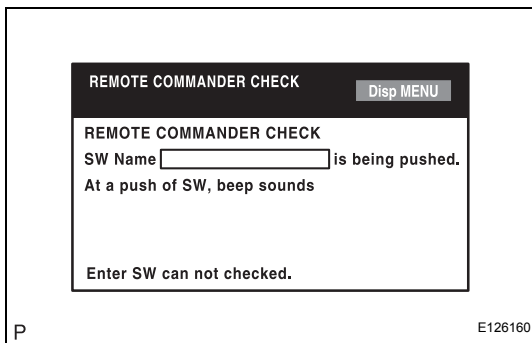 REMOTE COMMANDER CHECK
Disp MENU
REMOTE COMMANDER CHECK
SW Name is being pushed.
At a push of SW, beep sounds
Enter SW can not checked.
P
E126160